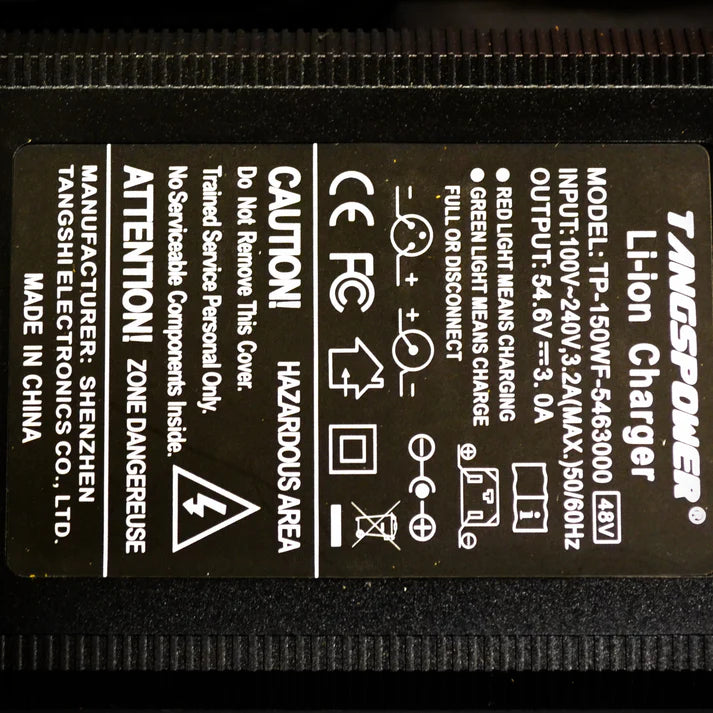 TANGSPOWER®
Li-ion Charger
MODEL: TP-150WF-5463000 48V
INPUT:100V~240V,3.2A(MAX.)50/60Hz
OUTPUT: 54.6V⎓3.0A
● RED LIGHT MEANS CHARGING
● GREEN LIGHT MEANS CHARGE
FULL OR DISCONNECT
CE FC
CAUTION! HAZARDOUS AREA
Do Not Remove This Cover.
Trained Service Personal Only.
No Serviceable Components Inside.
ATTENTION! ZONE DANGEREUSE
MANUFACTURER: SHENZHEN
TANGSHI ELECTRONICS CO., LTD.
MADE IN CHINA